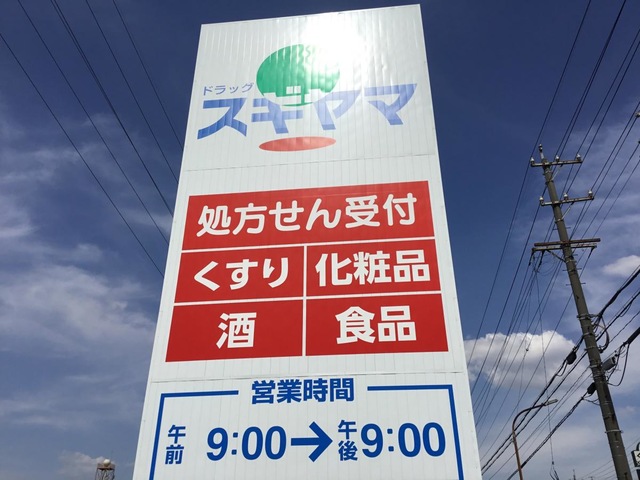 ドラッグ
スギヤマ
処方せん受付
くすり 化粧品
酒 食品
営業時間
午前 9:00→午後9:00